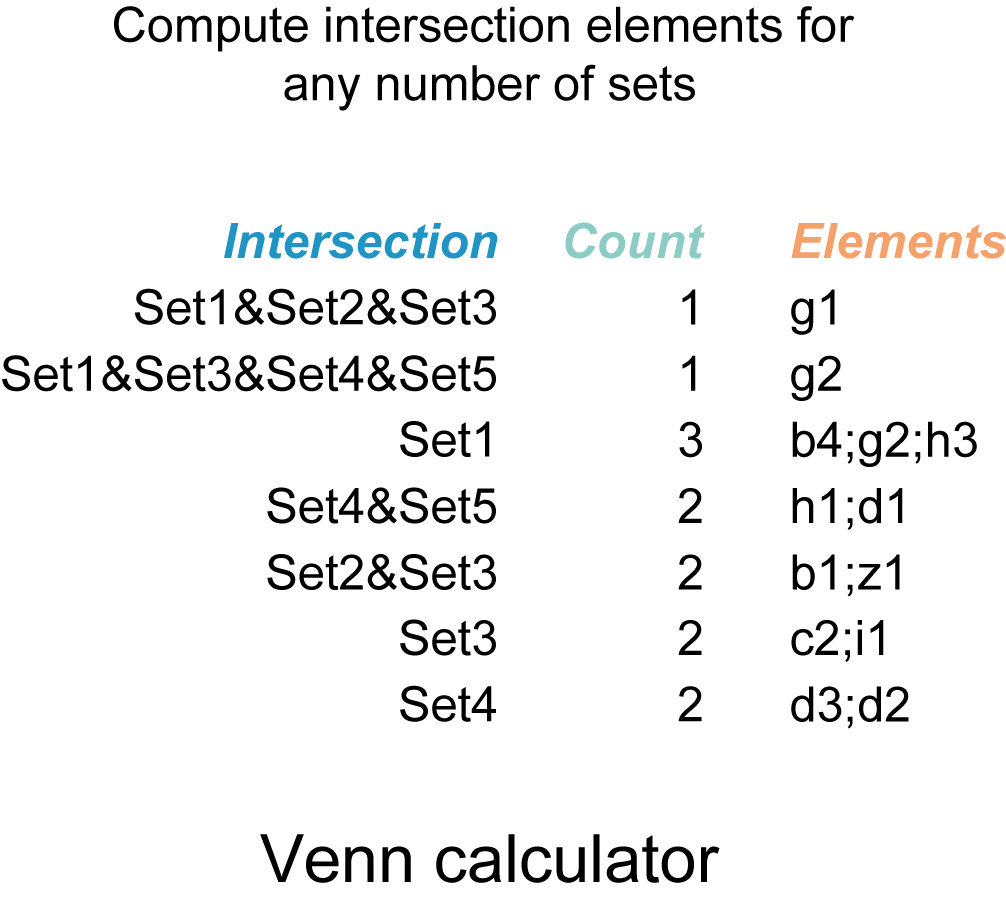 Compute intersection elements for
any number of sets
Intersection Count Elements
Set1&Set2&Set3 1 g1
Set1&Set3&Set4&Set5 1 g2
Set1 3 b4;g2;h3
Set4&Set5 2 h1;d1
Set2&Set3 2 b1;z1
Set3 2 c2;i1
Set4 2 d3;d2
Venn calculator